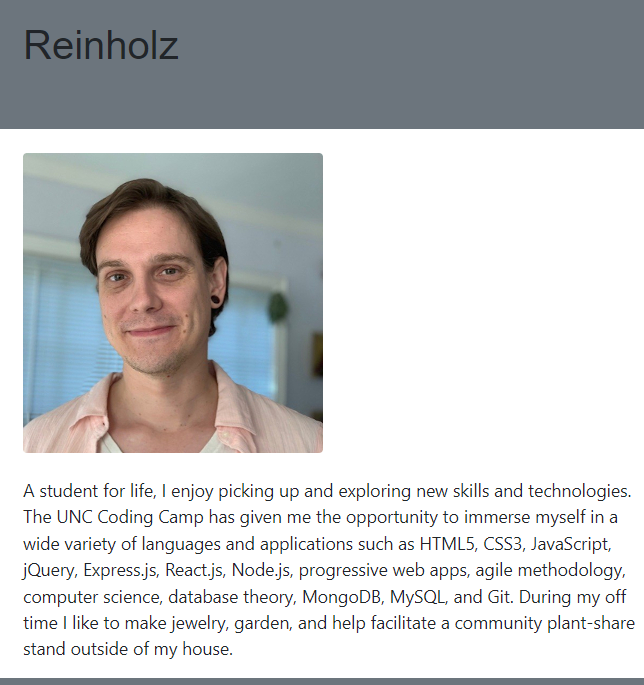 Reinholz
A student for life, I enjoy picking up and exploring new skills and technologies.
The UNC Coding Camp has given me the opportunity to immerse myself in a
wide variety of languages and applications such as HTML5, CSS3, JavaScript,
jQuery, Express.js, React.js, Node.js, progressive web apps, agile methodology,
computer science, database theory, MongoDB, MySQL, and Git. During my off
time I like to make jewelry, garden, and help facilitate a community plant-share
stand outside of my house.